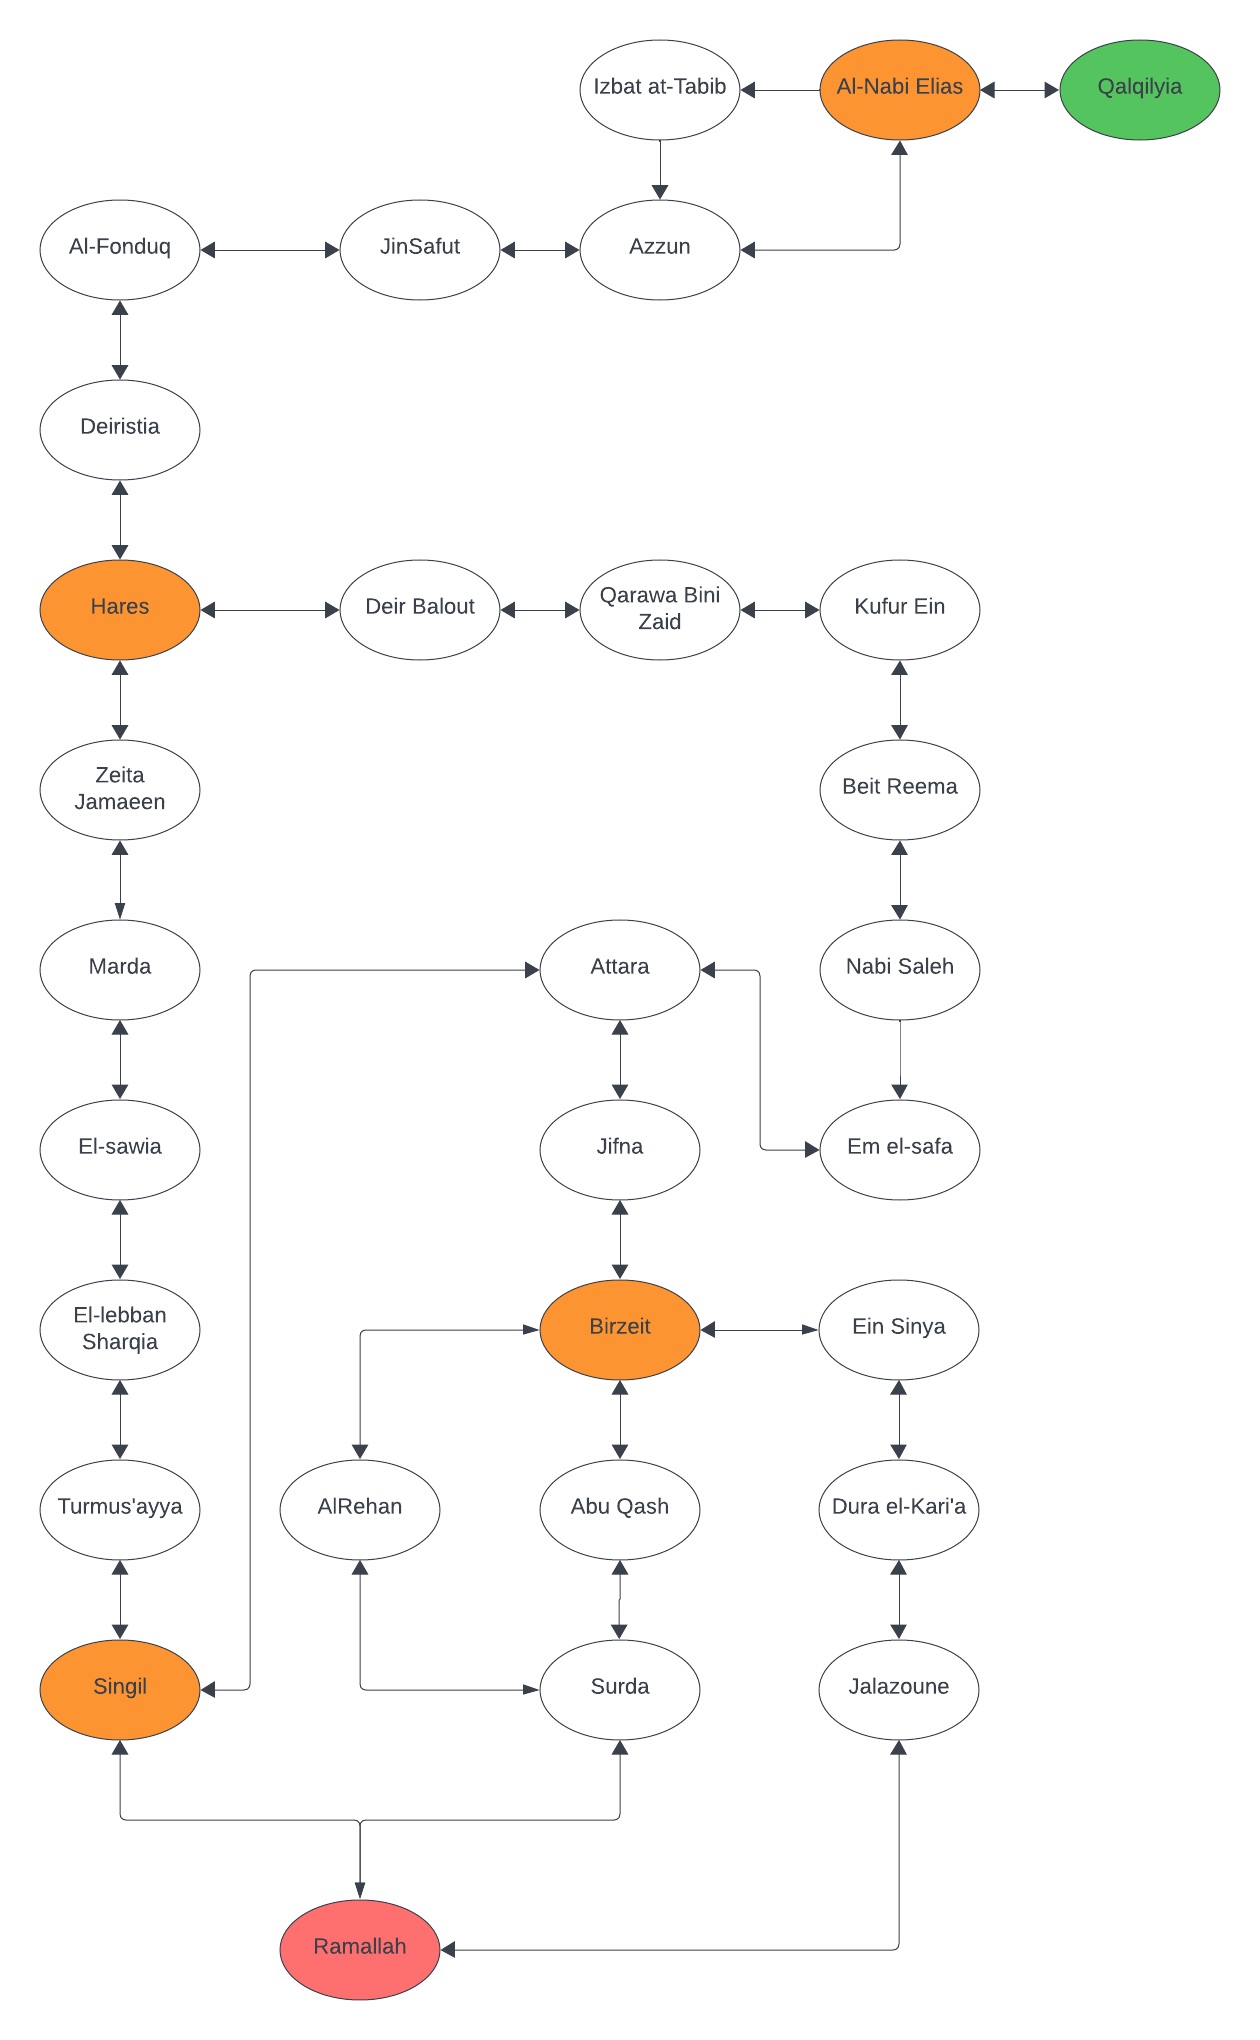 Izbat at-Tabib
Al-Nabi Elias
Qalqilyia
Al-Fonduq
JinSafut
Azzun
Deiristia
Hares
Deir Balout
Qarawa Bini
Zaid
Kufur Ein
Zeita
Jamaeen
Beit Reema
Marda
Attara
Nabi Saleh
El-sawia
Jifna
Em el-safa
El-lebban
Sharqia
Birzeit
Ein Sinya
Turmus'ayya
AlRehan
Abu Qash
Dura el-Kari'a
Singil
Surda
Jalazoune
Ramallah